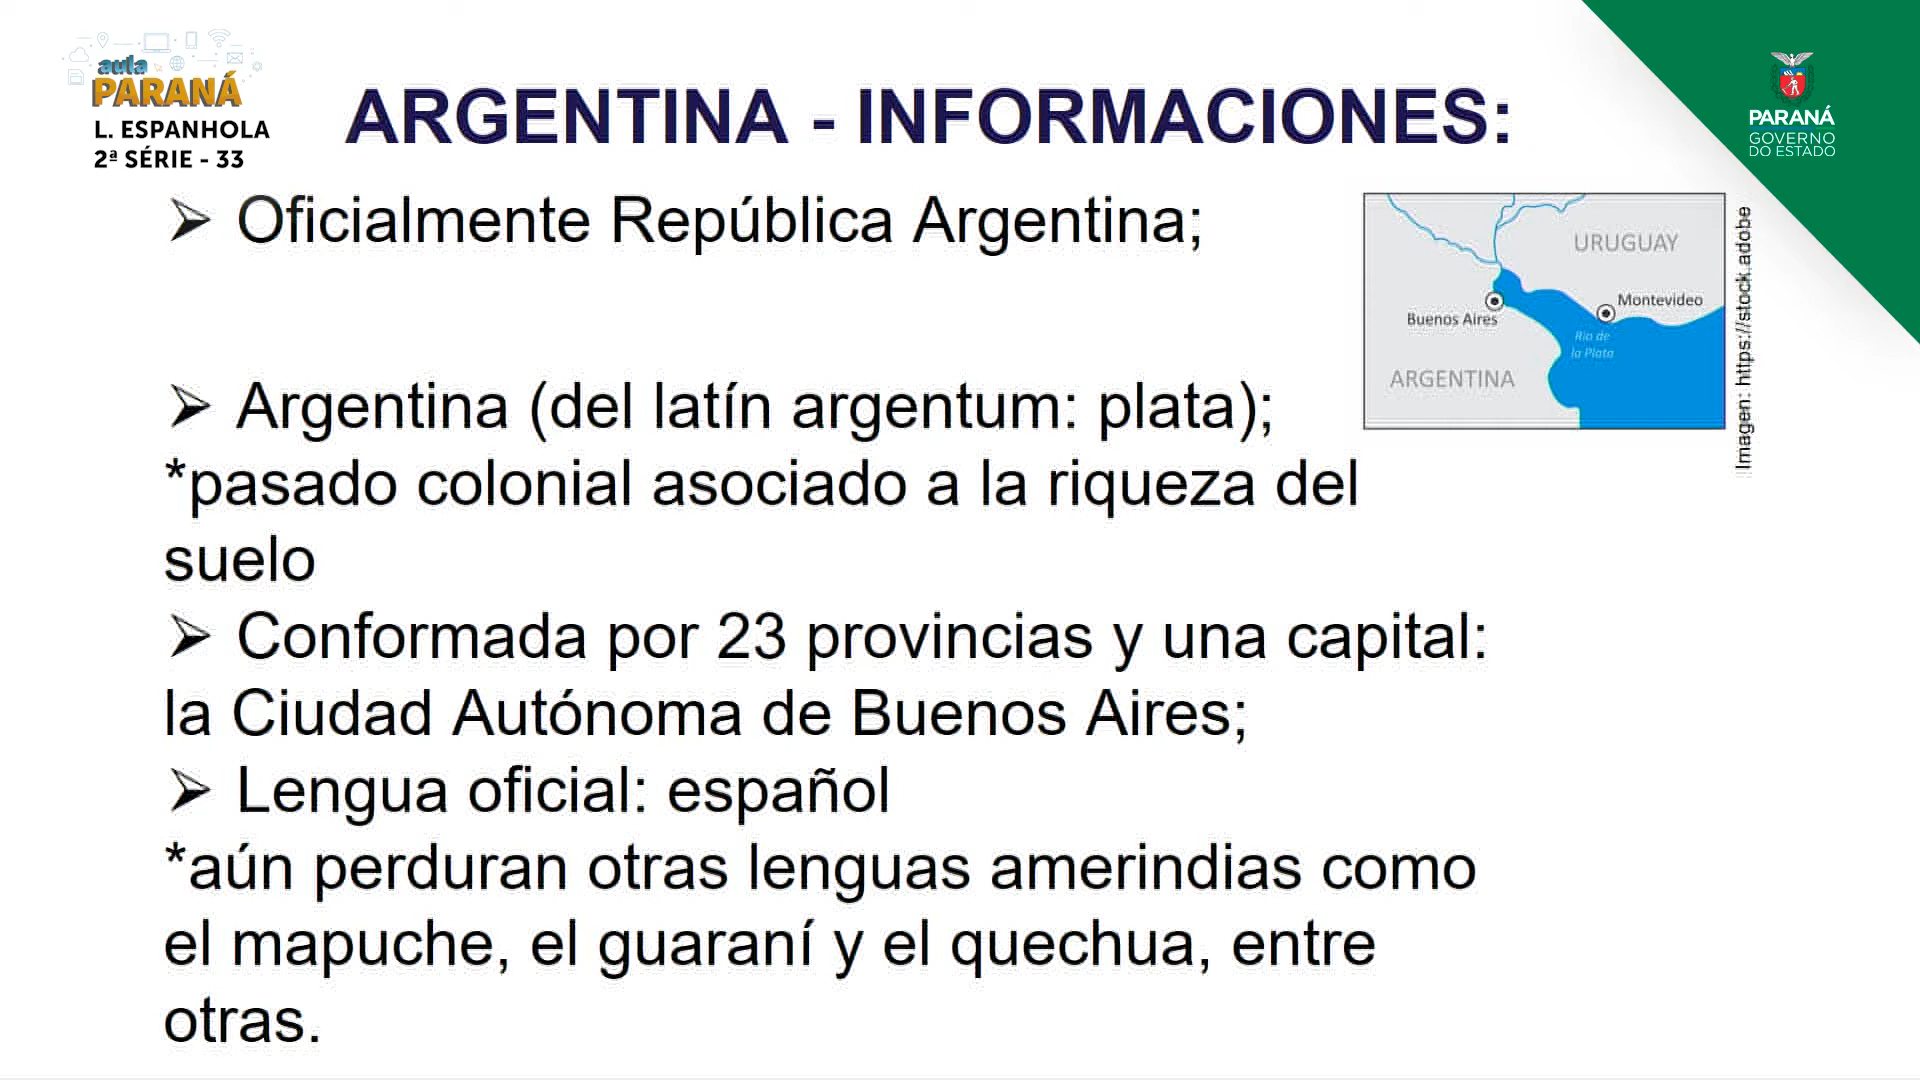 aula
PARANÁ
L. ESPANHOLA
2ª SÉRIE - 33
ARGENTINA - INFORMACIONES:
PARANÁ
GOVERNO
DO ESTADO
➢ Oficialmente República Argentina;
URUGUAY
Montevideo
Buenos Aires
Rio de
la Plata
ARGENTINA
Imagen: https://stock.adobe
➢ Argentina (del latín argentum: plata);
*pasado colonial asociado a la riqueza del
suelo
➢ Conformada por 23 provincias y una capital:
la Ciudad Autónoma de Buenos Aires;
➢ Lengua oficial: español
*aún perduran otras lenguas amerindias como
el mapuche, el guaraní y el quechua, entre
otras.